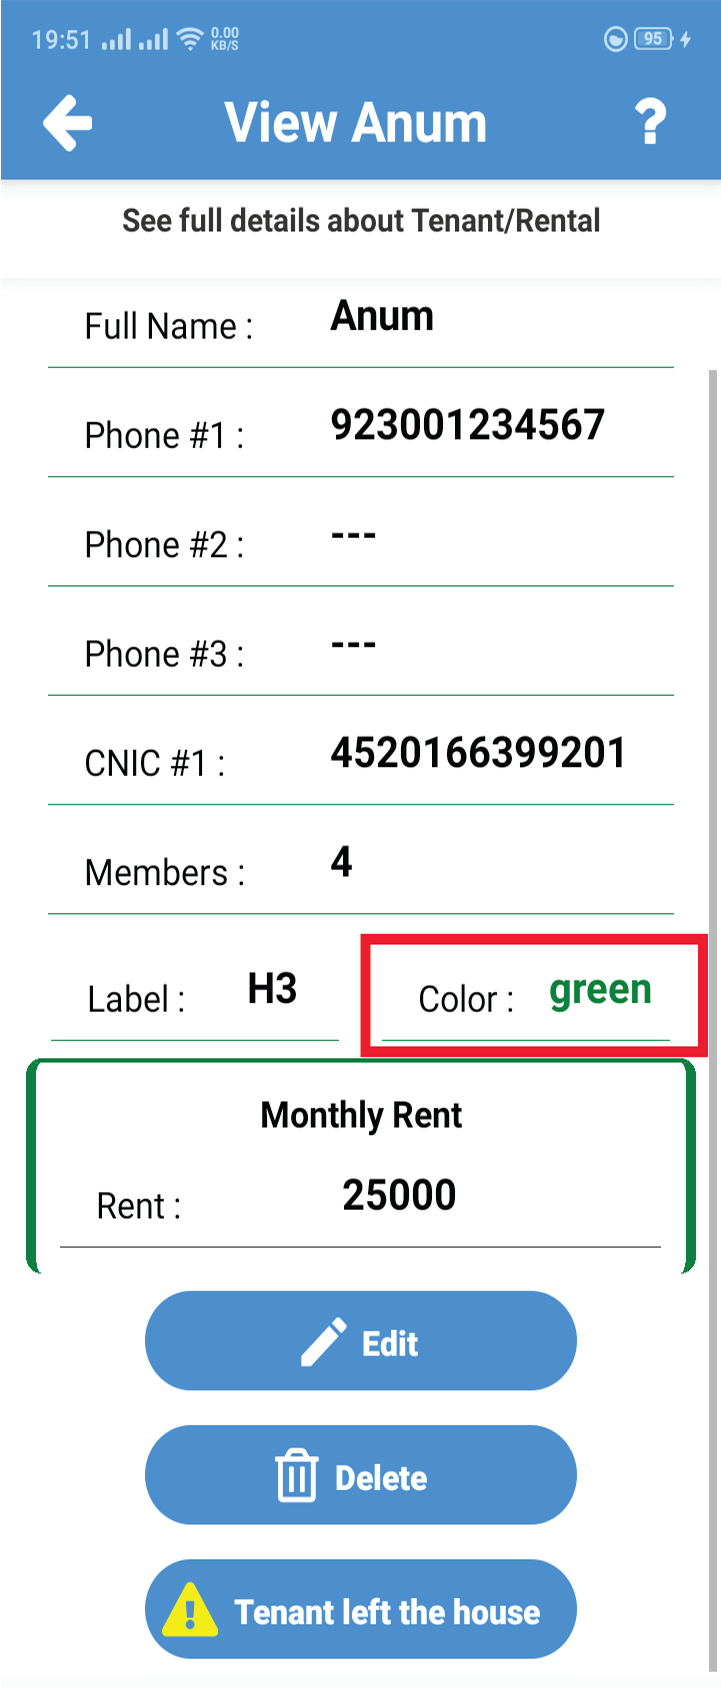 19:51 0.00 KB/S 95
View Anum ?
See full details about Tenant/Rental
Full Name : Anum
Phone #1 : 923001234567
Phone #2 : ---
Phone #3 : ---
CNIC #1 : 4520166399201
Members : 4
Label : H3 Color : green
Monthly Rent
Rent : 25000
Edit
Delete
Tenant left the house